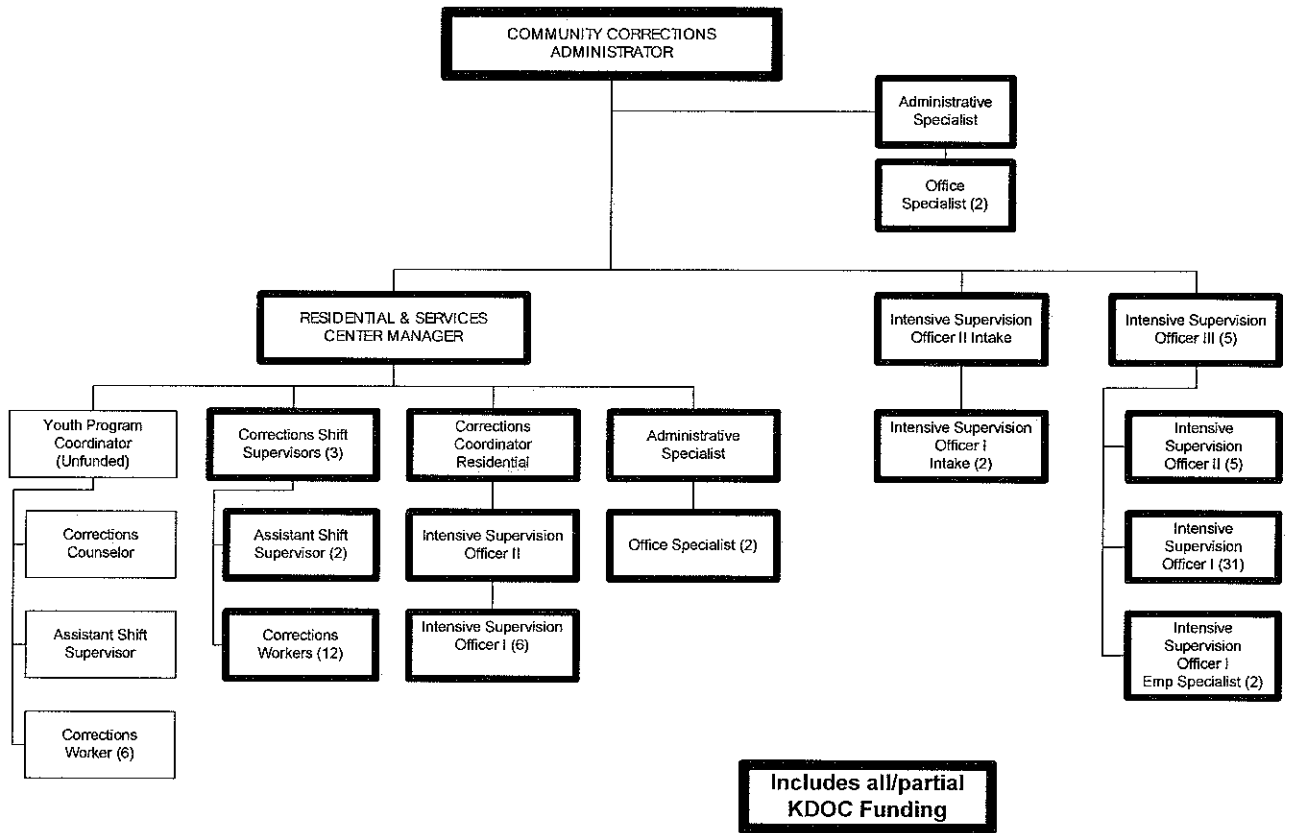 COMMUNITY CORRECTIONS
ADMINISTRATOR
Administrative
Specialist
Office
Specialist (2)
RESIDENTIAL & SERVICES
CENTER MANAGER
Intensive Supervision
Officer II Intake
Intensive Supervision
Officer III (5)
Youth Program
Coordinator
(Unfunded)
Corrections Shift
Supervisors (3)
Corrections
Coordinator
Residential
Administrative
Specialist
Intensive Supervision
Officer I
Intake (2)
Intensive
Supervision
Officer II (5)
Corrections
Counselor
Assistant Shift
Supervisor (2)
Intensive Supervision
Officer II
Office Specialist (2)
Intensive
Supervision
Officer I (31)
Assistant Shift
Supervisor
Corrections
Workers (12)
Intensive Supervision
Officer I (6)
Intensive
Supervision
Officer I
Emp Specialist (2)
Corrections
Worker (6)
Includes all/partial
KDOC Funding